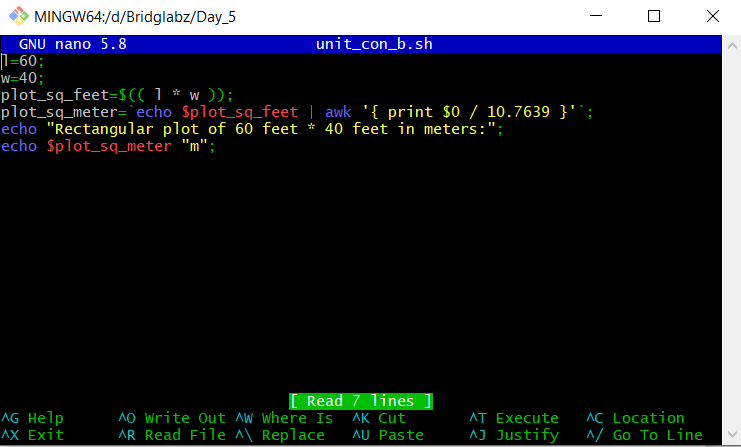 MINGW64:/d/Bridglabz/Day_5
GNU nano 5.8 unit_con_b.sh
l=60;
w=40;
plot_sq_feet=$(( l * w ));
plot_sq_meter=`echo $plot_sq_feet | awk '{ print $0 / 10.7639 }'`;
echo "Rectangular plot of 60 feet * 40 feet in meters:";
echo $plot_sq_meter "m";
[ Read 7 lines ]
^G Help ^O Write Out ^W Where Is ^K Cut ^T Execute ^C Location
^X Exit ^R Read File ^\ Replace ^U Paste ^J Justify ^/ Go To Line